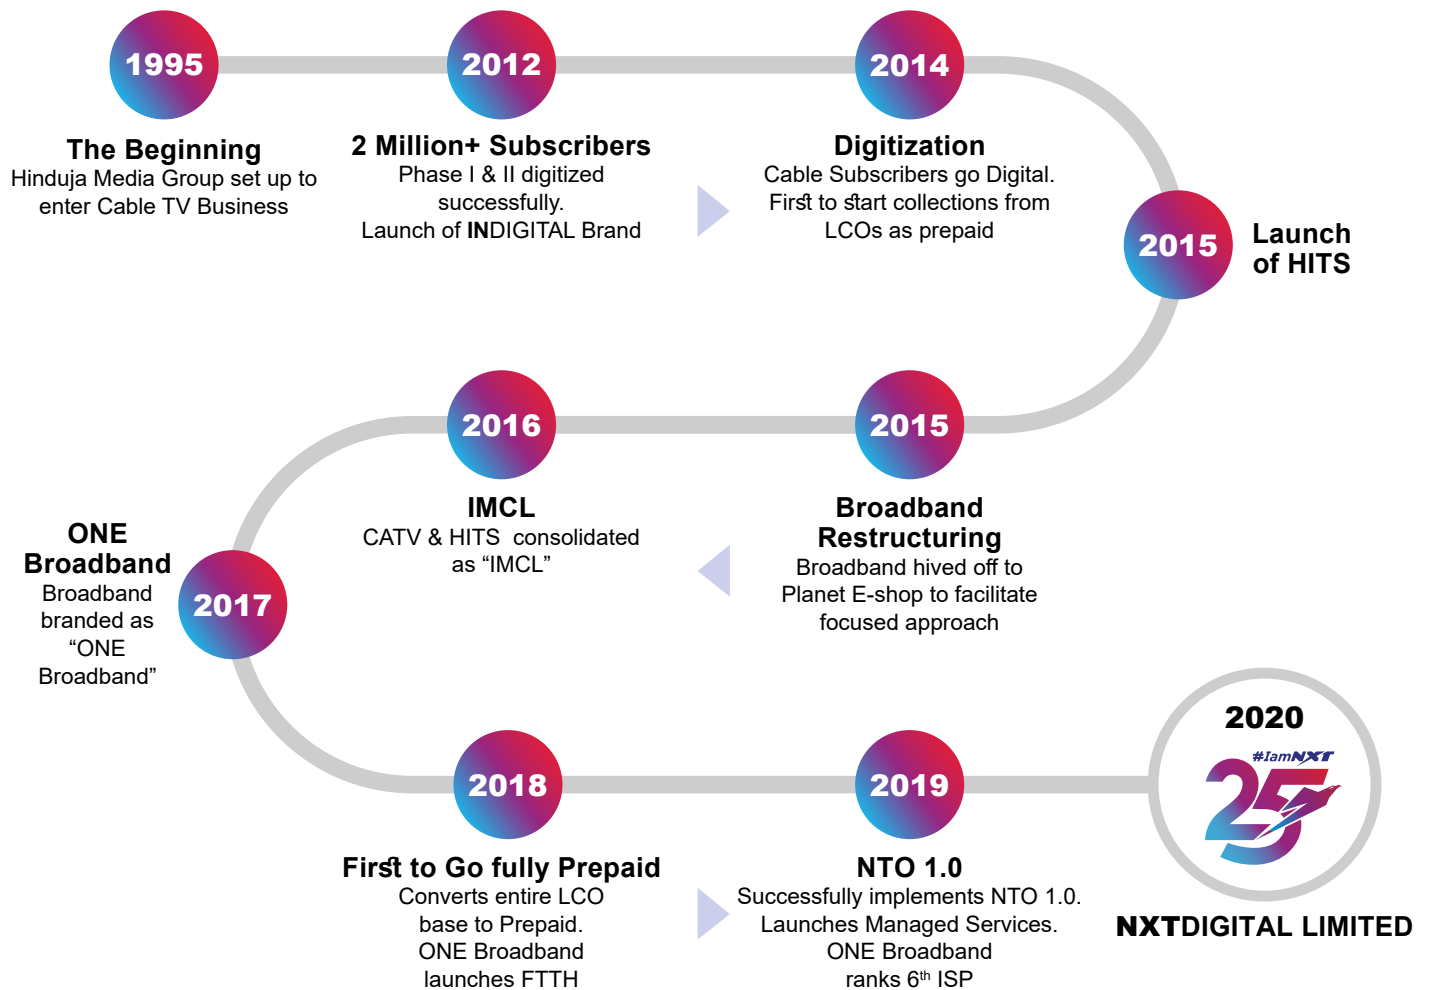 1995
The Beginning
Hinduja Media Group set up to
enter Cable TV Business
2012
2 Million+ Subscribers
Phase I & II digitized
successfully.
Launch of INDIGITAL Brand
2014
Digitization
Cable Subscribers go Digital.
First to start collections from
LCOs as prepaid
2015
Launch
of HITS
2015
Broadband
Restructuring
Broadband hived off to
Planet E-shop to facilitate
focused approach
2016
IMCL
CATV & HITS consolidated
as “IMCL”
2017
ONE
Broadband
Broadband
branded as
“ONE
Broadband”
2018
First to Go fully Prepaid
Converts entire LCO
base to Prepaid.
ONE Broadband
launches FTTH
2019
NTO 1.0
Successfully implements NTO 1.0.
Launches Managed Services.
ONE Broadband
ranks 6th ISP
2020
#IamNXT
25
NXTDIGITAL LIMITED